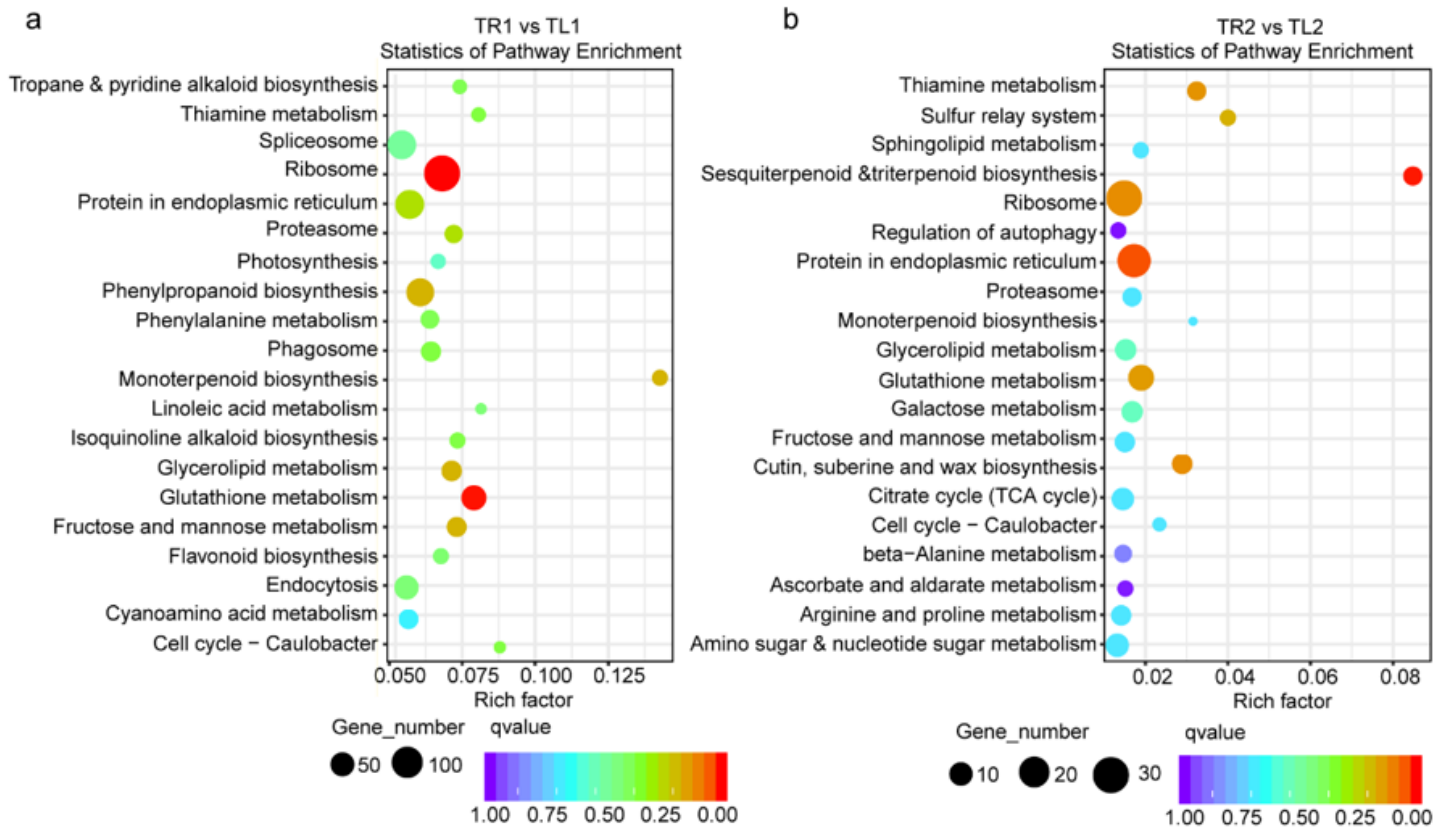 a
TR1 vs TL1
Statistics of Pathway Enrichment
Tropane & pyridine alkaloid biosynthesis
Thiamine metabolism
Spliceosome
Ribosome
Protein in endoplasmic reticulum
Proteasome
Photosynthesis
Phenylpropanoid biosynthesis
Phenylalanine metabolism
Phagosome
Monoterpenoid biosynthesis
Linoleic acid metabolism
Isoquinoline alkaloid biosynthesis
Glycerolipid metabolism
Glutathione metabolism
Fructose and mannose metabolism
Flavonoid biosynthesis
Endocytosis
Cyanoamino acid metabolism
Cell cycle − Caulobacter
0.050 0.075 0.100 0.125
Rich factor
Gene_number qvalue
50 100
1.00 0.75 0.50 0.25 0.00
b
TR2 vs TL2
Statistics of Pathway Enrichment
Thiamine metabolism
Sulfur relay system
Sphingolipid metabolism
Sesquiterpenoid &triterpenoid biosynthesis
Ribosome
Regulation of autophagy
Protein in endoplasmic reticulum
Proteasome
Monoterpenoid biosynthesis
Glycerolipid metabolism
Glutathione metabolism
Galactose metabolism
Fructose and mannose metabolism
Cutin, suberine and wax biosynthesis
Citrate cycle (TCA cycle)
Cell cycle − Caulobacter
beta−Alanine metabolism
Ascorbate and aldarate metabolism
Arginine and proline metabolism
Amino sugar & nucleotide sugar metabolism
0.02 0.04 0.06 0.08
Rich factor
Gene_number qvalue
10 20 30
1.00 0.75 0.50 0.25 0.00